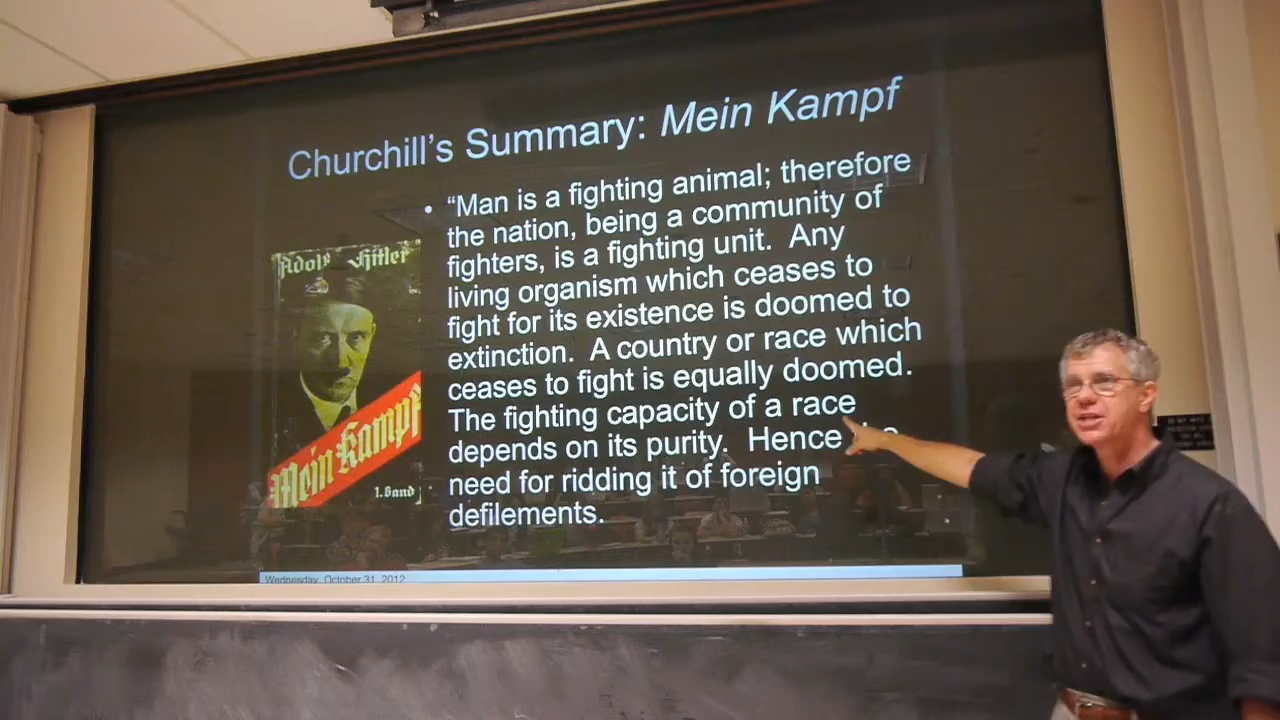 Churchill's Summary: Mein Kampf
• “Man is a fighting animal; therefore
the nation, being a community of
fighters, is a fighting unit. Any
living organism which ceases to
fight for its existence is doomed to
extinction. A country or race which
ceases to fight is equally doomed.
The fighting capacity of a race
depends on its purity. Hence
need for ridding it of foreign
defilements.
Adolf Hitler
Mein Kampf
1. Band
Wednesday, October 31, 2012